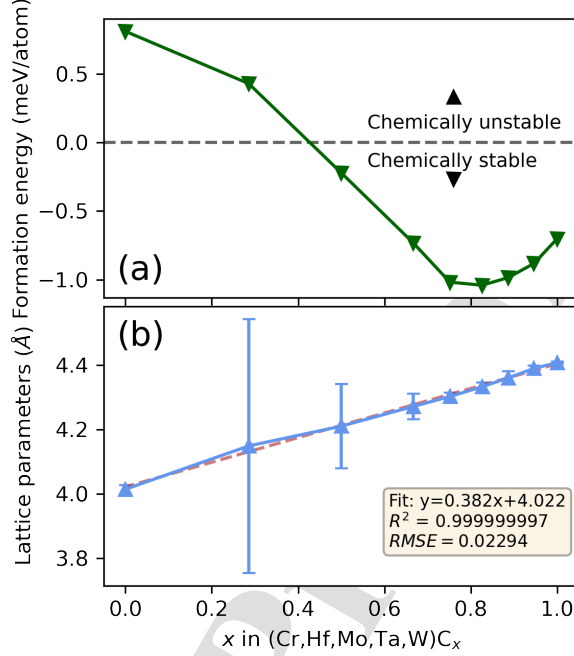 Formation energy (meV/atom)
0.5
0.0
−0.5
−1.0
Chemically unstable
Chemically stable
(a)
Lattice parameters (Å)
4.4
4.2
4.0
3.8
(b)
Fit: y=0.382x+4.022
R² = 0.999999997
RMSE = 0.02294
0.0 0.2 0.4 0.6 0.8 1.0
x in (Cr,Hf,Mo,Ta,W)Cₓ